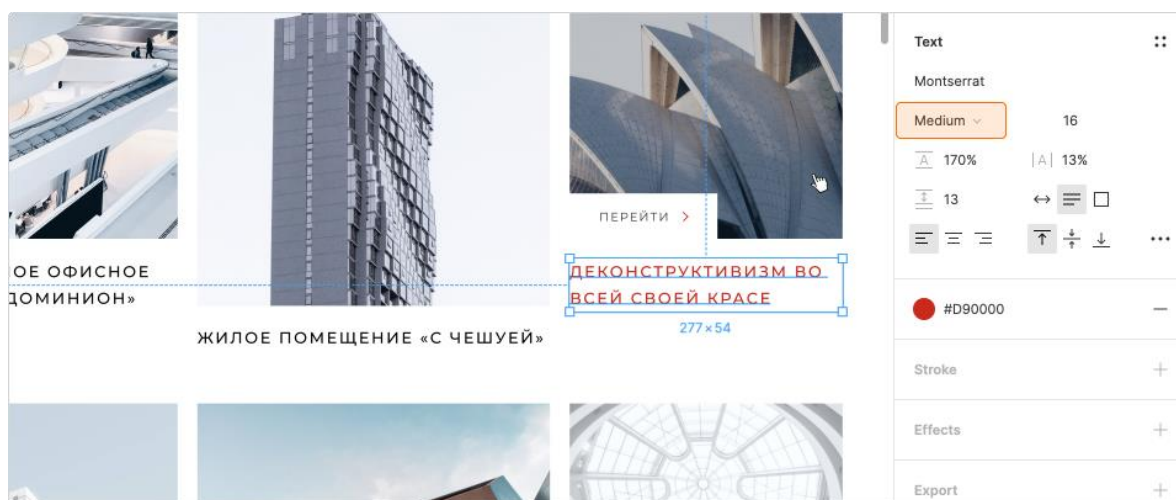 ПЕРЕЙТИ
ОЕ ОФИСНОЕ
ДОМИНИОН»
ЖИЛОЕ ПОМЕЩЕНИЕ «С ЧЕШУЕЙ»
ДЕКОНСТРУКТИВИЗМ ВО
ВСЕЙ СВОЕЙ КРАСЕ
277 × 54
Text
Montserrat
Medium 16
A 170% |A| 13%
13
#D90000
Stroke
Effects
Export